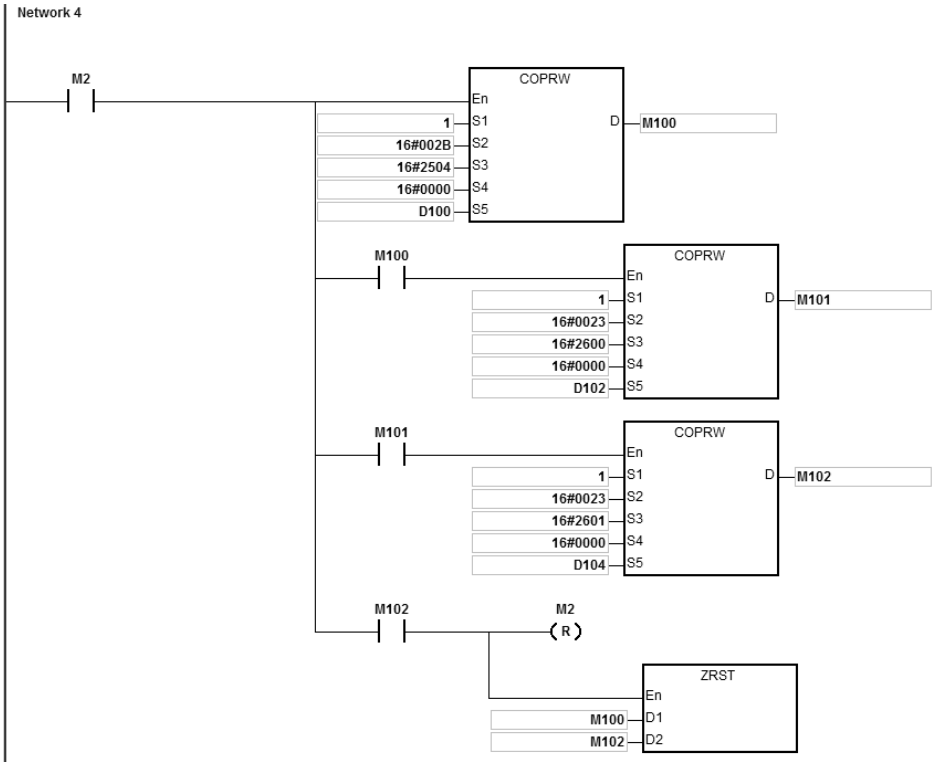 Network 4
M2
COPRW
En
1 S1 D M100
16#002B S2
16#2504 S3
16#0000 S4
D100 S5
M100
COPRW
En
1 S1 D M101
16#0023 S2
16#2600 S3
16#0000 S4
D102 S5
M101
COPRW
En
1 S1 D M102
16#0023 S2
16#2601 S3
16#0000 S4
D104 S5
M102 M2
( R )
ZRST
En
M100 D1
M102 D2